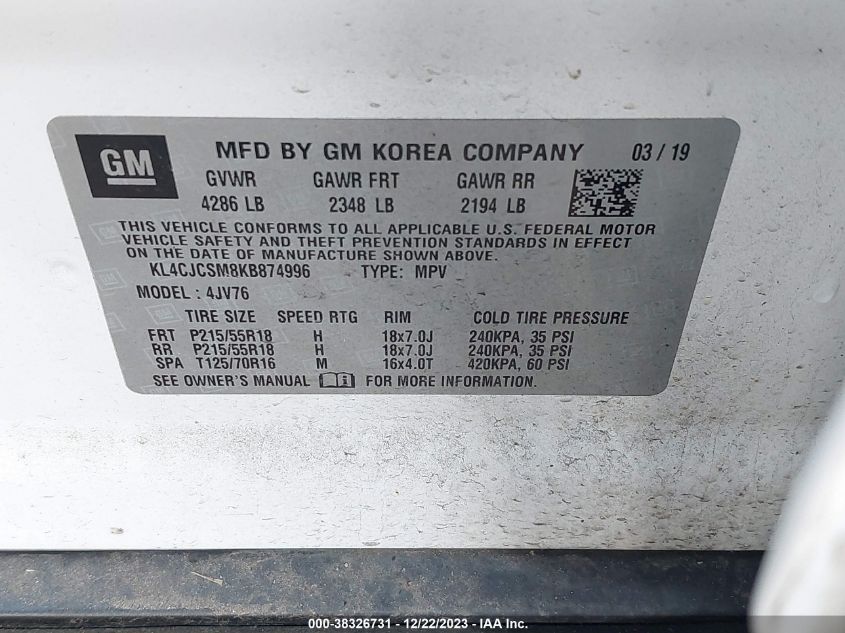 GM MFD BY GM KOREA COMPANY 03 / 19
GVWR GAWR FRT GAWR RR
4286 LB 2348 LB 2194 LB
THIS VEHICLE CONFORMS TO ALL APPLICABLE U.S. FEDERAL MOTOR
VEHICLE SAFETY AND THEFT PREVENTION STANDARDS IN EFFECT
ON THE DATE OF MANUFACTURE SHOWN ABOVE.
KL4CJCSM8KB874996 TYPE: MPV
MODEL : 4JV76
TIRE SIZE SPEED RTG RIM COLD TIRE PRESSURE
FRT P215/55R18 H 18x7.0J 240KPA, 35 PSI
RR P215/55R18 H 18x7.0J 240KPA, 35 PSI
SPA T125/70R16 M 16x4.0T 420KPA, 60 PSI
SEE OWNER'S MANUAL FOR MORE INFORMATION.
000-38326731 - 12/22/2023 - IAA Inc.